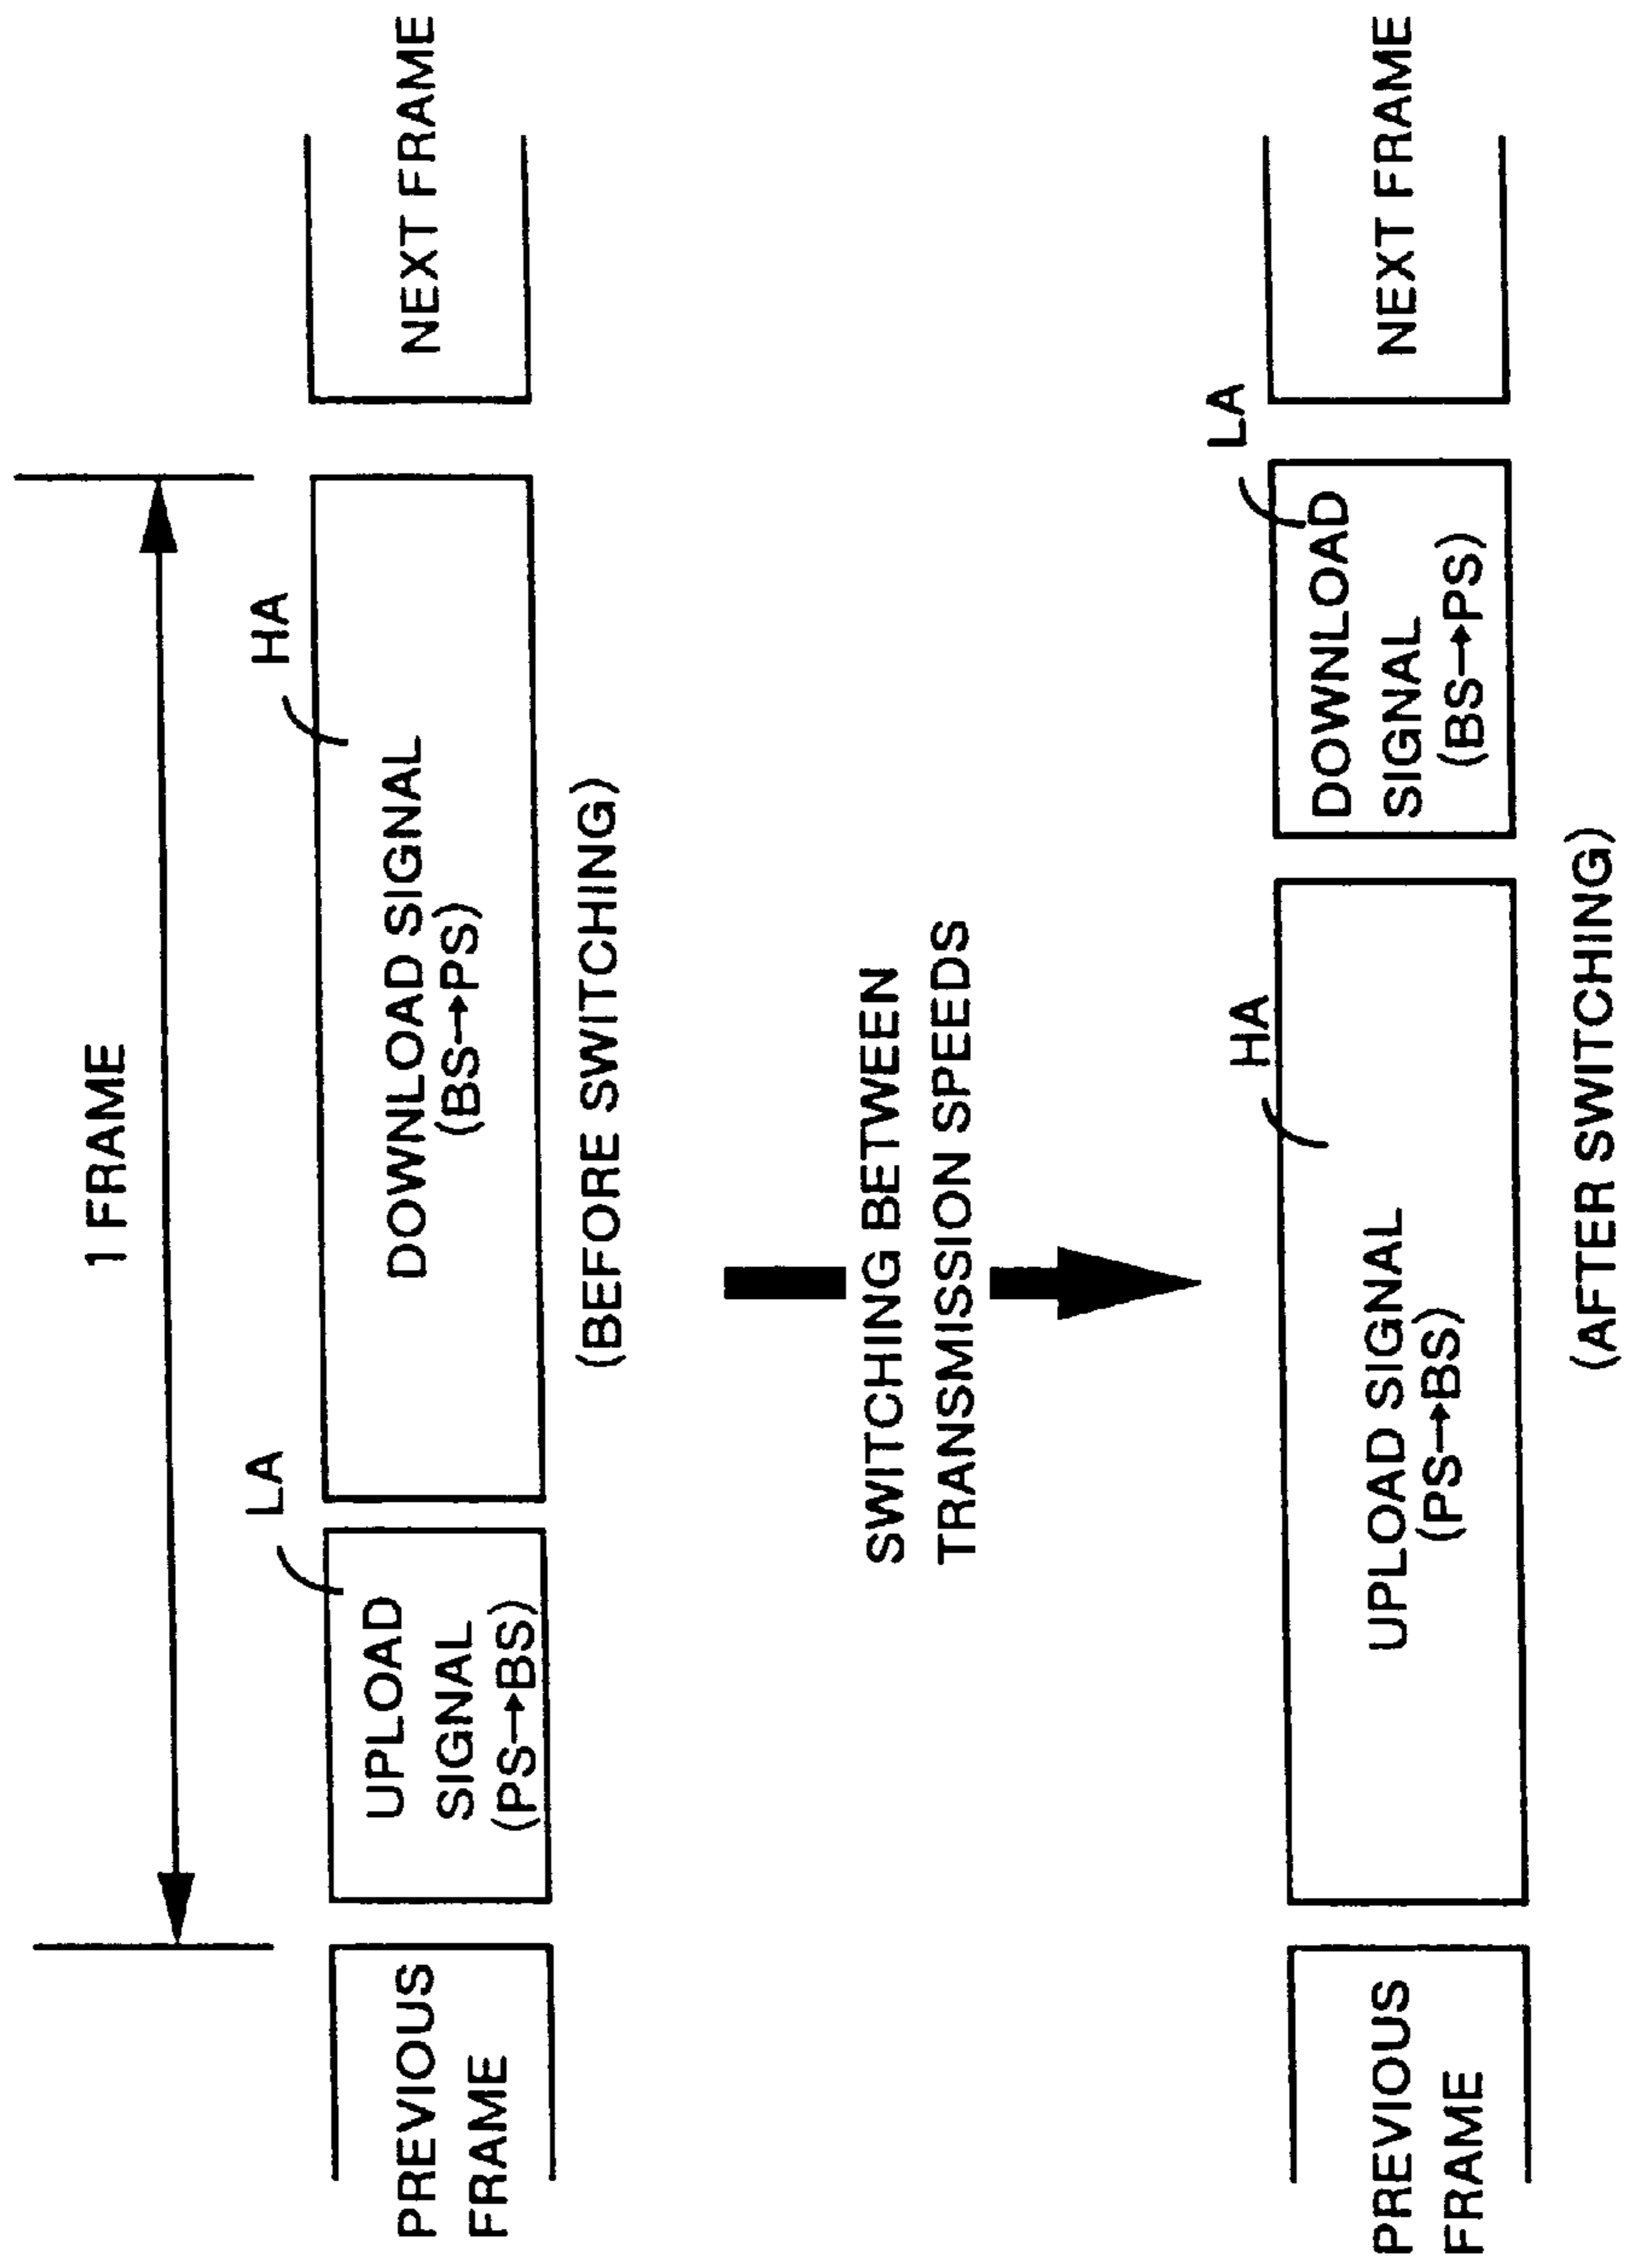 1 FRAME
LA
HA
PREVIOUS
FRAME
UPLOAD
SIGNAL
(PS→BS)
DOWNLOAD SIGNAL
(BS→PS)
NEXT FRAME
(BEFORE SWITCHING)
SWITCHING BETWEEN
TRANSMISSION SPEEDS
HA
LA
PREVIOUS
FRAME
UPLOAD SIGNAL
(PS→BS)
DOWNLOAD
SIGNAL
(BS→PS)
NEXT FRAME
(AFTER SWITCHING)